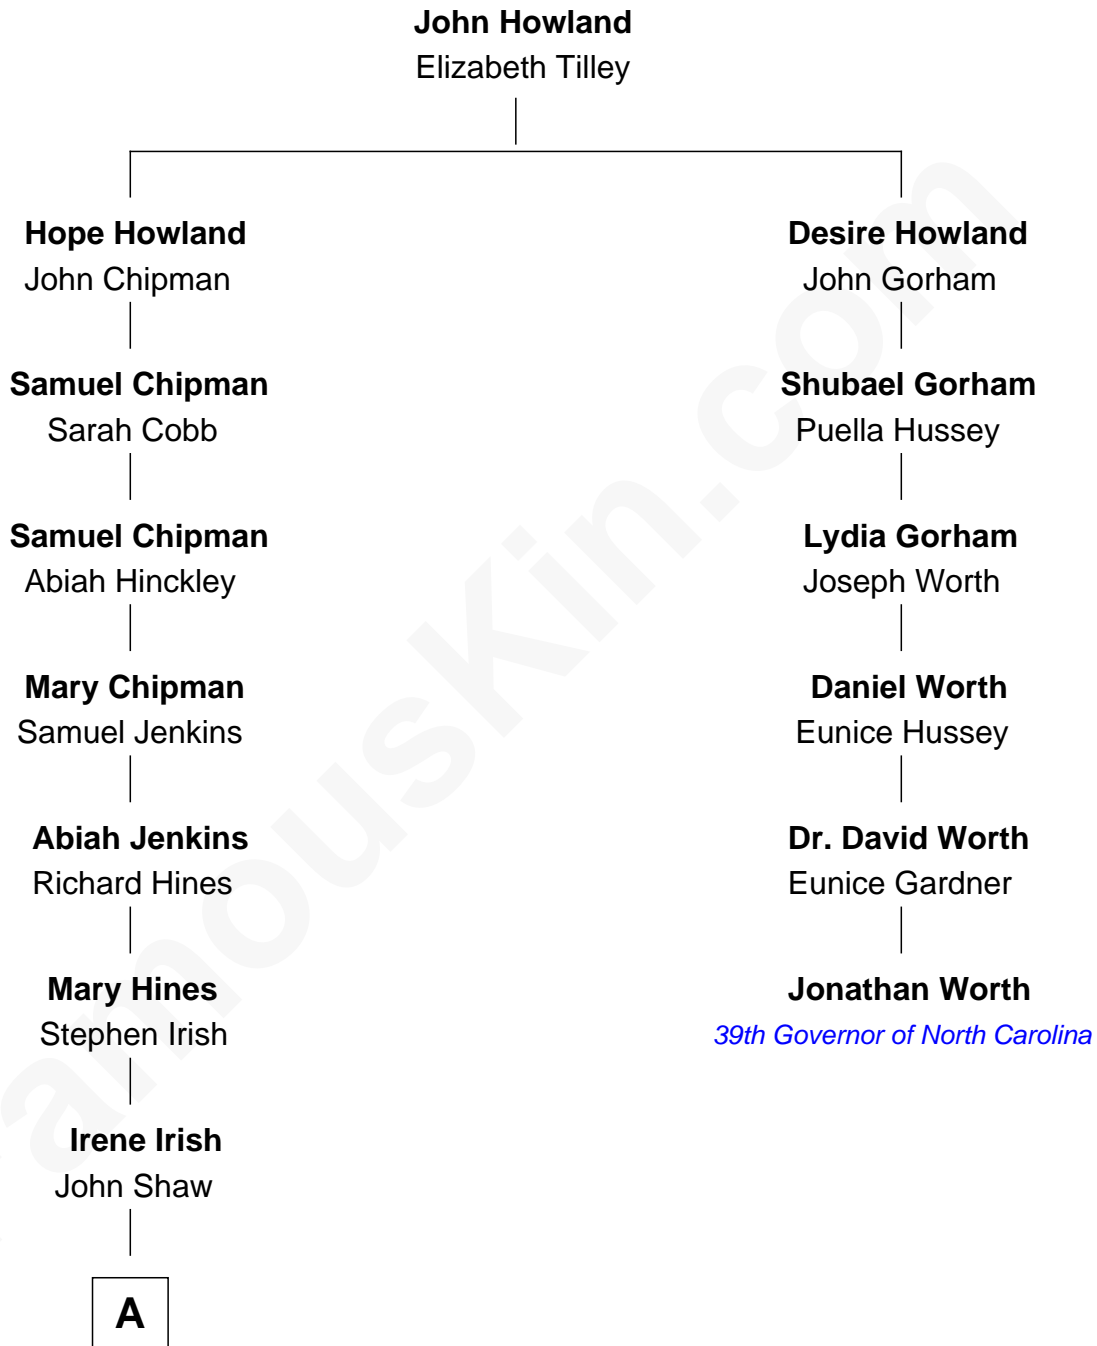 John Howland
Elizabeth Tilley
Hope Howland
John Chipman
Desire Howland
John Gorham
Samuel Chipman
Sarah Cobb
Shubael Gorham
Puella Hussey
Samuel Chipman
Abiah Hinckley
Lydia Gorham
Joseph Worth
Mary Chipman
Samuel Jenkins
Daniel Worth
Eunice Hussey
Abiah Jenkins
Richard Hines
Dr. David Worth
Eunice Gardner
Mary Hines
Stephen Irish
Jonathan Worth
39th Governor of North Carolina
Irene Irish
John Shaw
A
amouskin.com